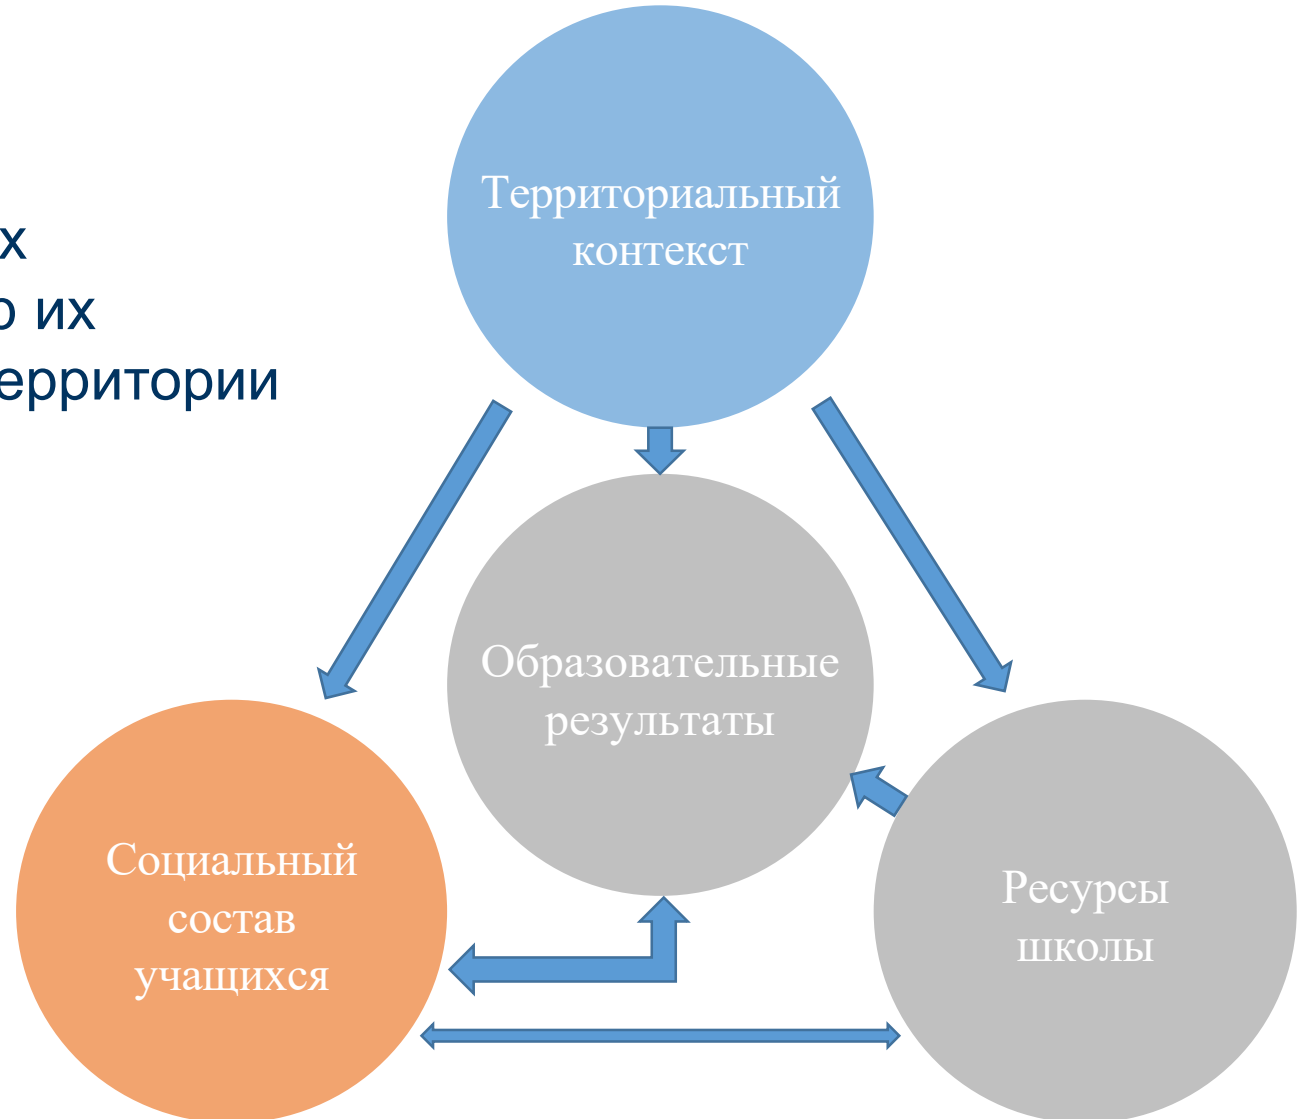 Территориальный
контекст
х
о их
ерритории
Образовательные
результаты
Социальный
состав
учащихся
Ресурсы
школы